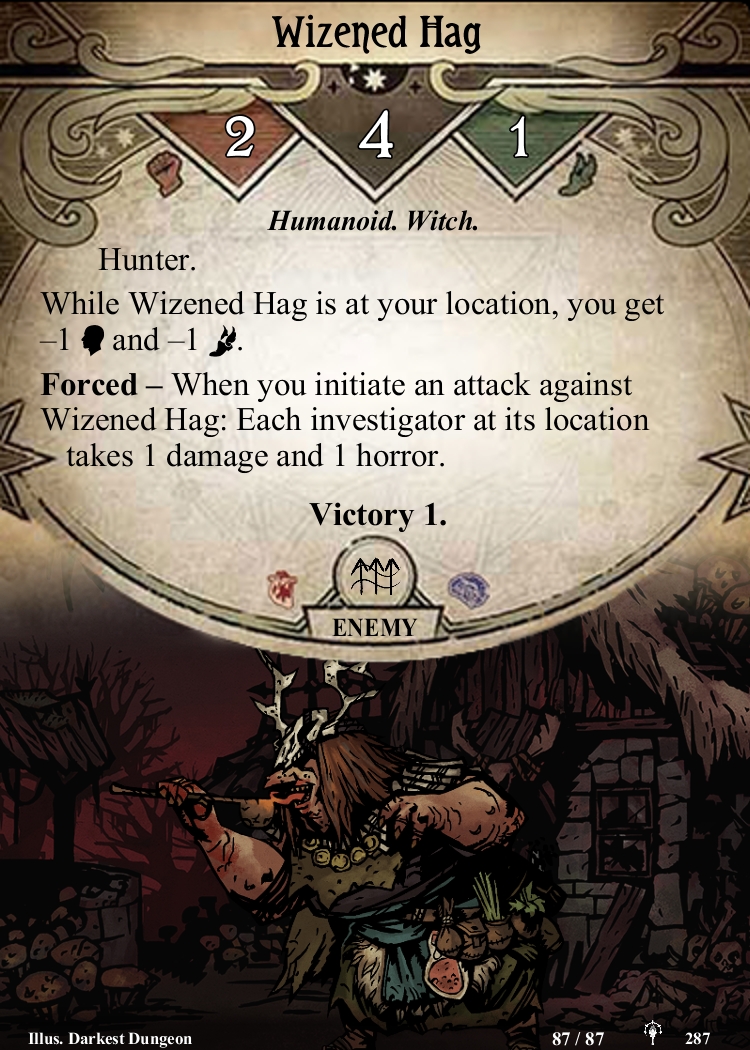 Wizened Hag
2 4 1
Humanoid. Witch.
Hunter.
While Wizened Hag is at your location, you get
–1 and –1 .
Forced – When you initiate an attack against
Wizened Hag: Each investigator at its location
takes 1 damage and 1 horror.
Victory 1.
ENEMY
Illus. Darkest Dungeon 87 / 87 287